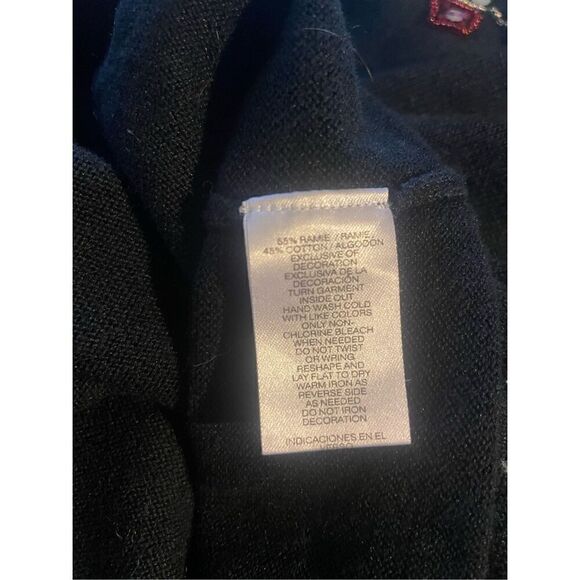 55% RAMIE / RAMIE,
45% COTTON / ALGODON
EXCLUSIVE OF
DECORATION
EXCLUSIVA DE LA
DECORACIÓN
TURN GARMENT
INSIDE OUT
HAND WASH COLD
WITH LIKE COLORS
ONLY NON-
CHLORINE BLEACH
WHEN NEEDED
DO NOT TWIST
OR WRING
RESHAPE AND
LAY FLAT TO DRY
WARM IRON AS
REVERSE SIDE
AS NEEDED
DO NOT IRON
DECORATION
INDICACIONES EN EL